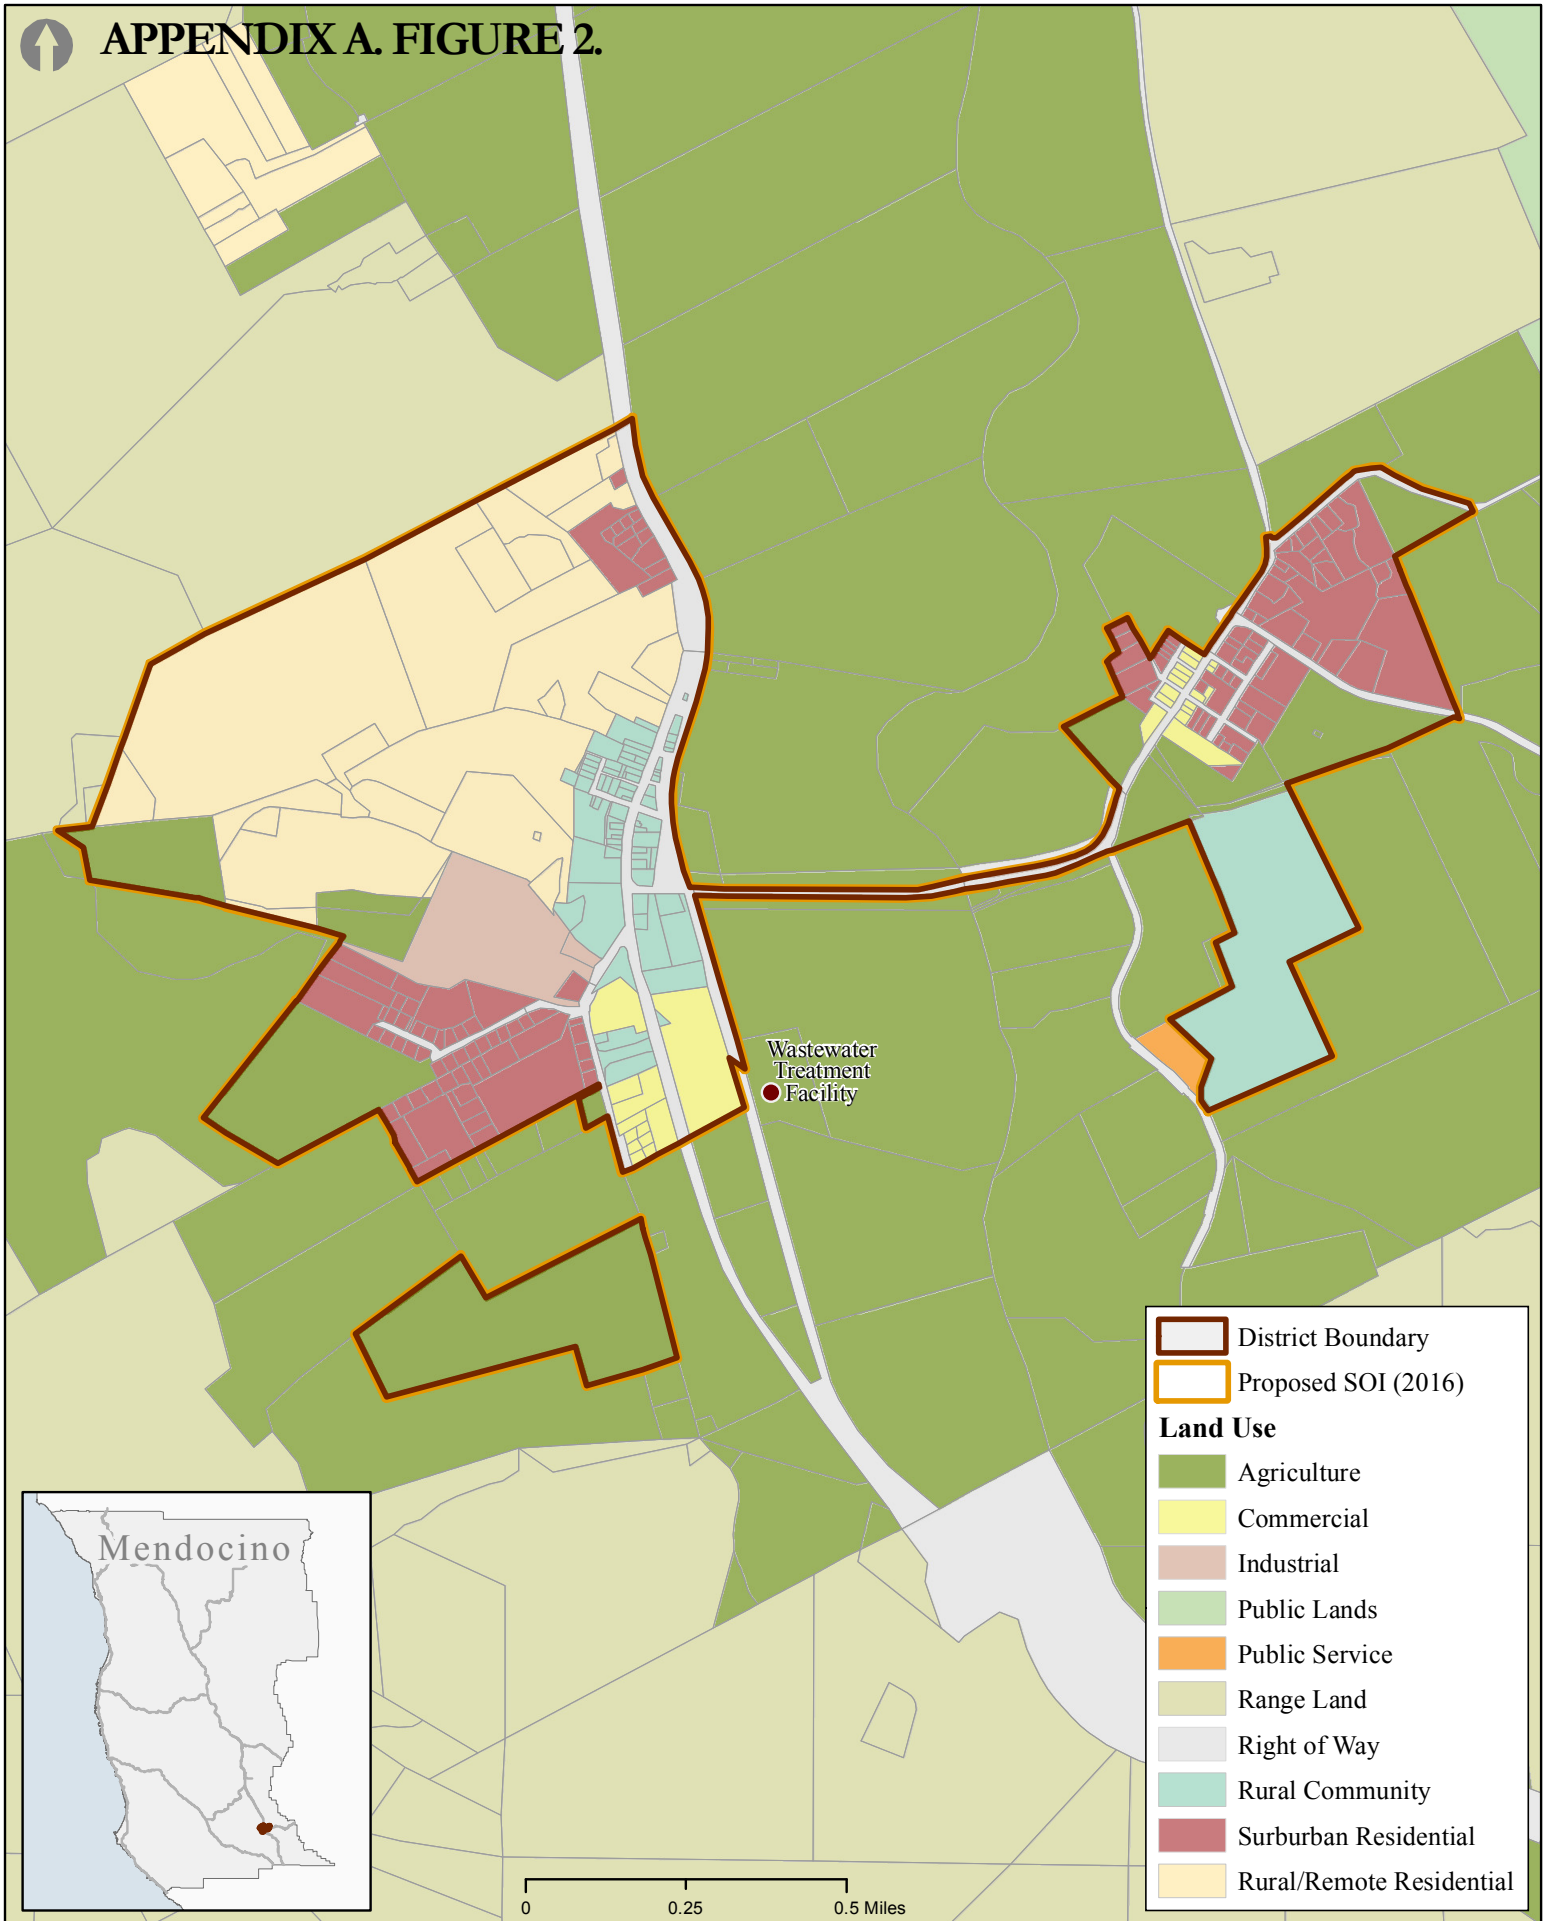 APPENDIX A. FIGURE 2.
Wastewater
Treatment
Facility
District Boundary
Proposed SOI (2016)
Land Use
Agriculture
Commercial
Industrial
Public Lands
Public Service
Range Land
Right of Way
Rural Community
Surburban Residential
Rural/Remote Residential
Mendocino
0 0.25 0.5 Miles